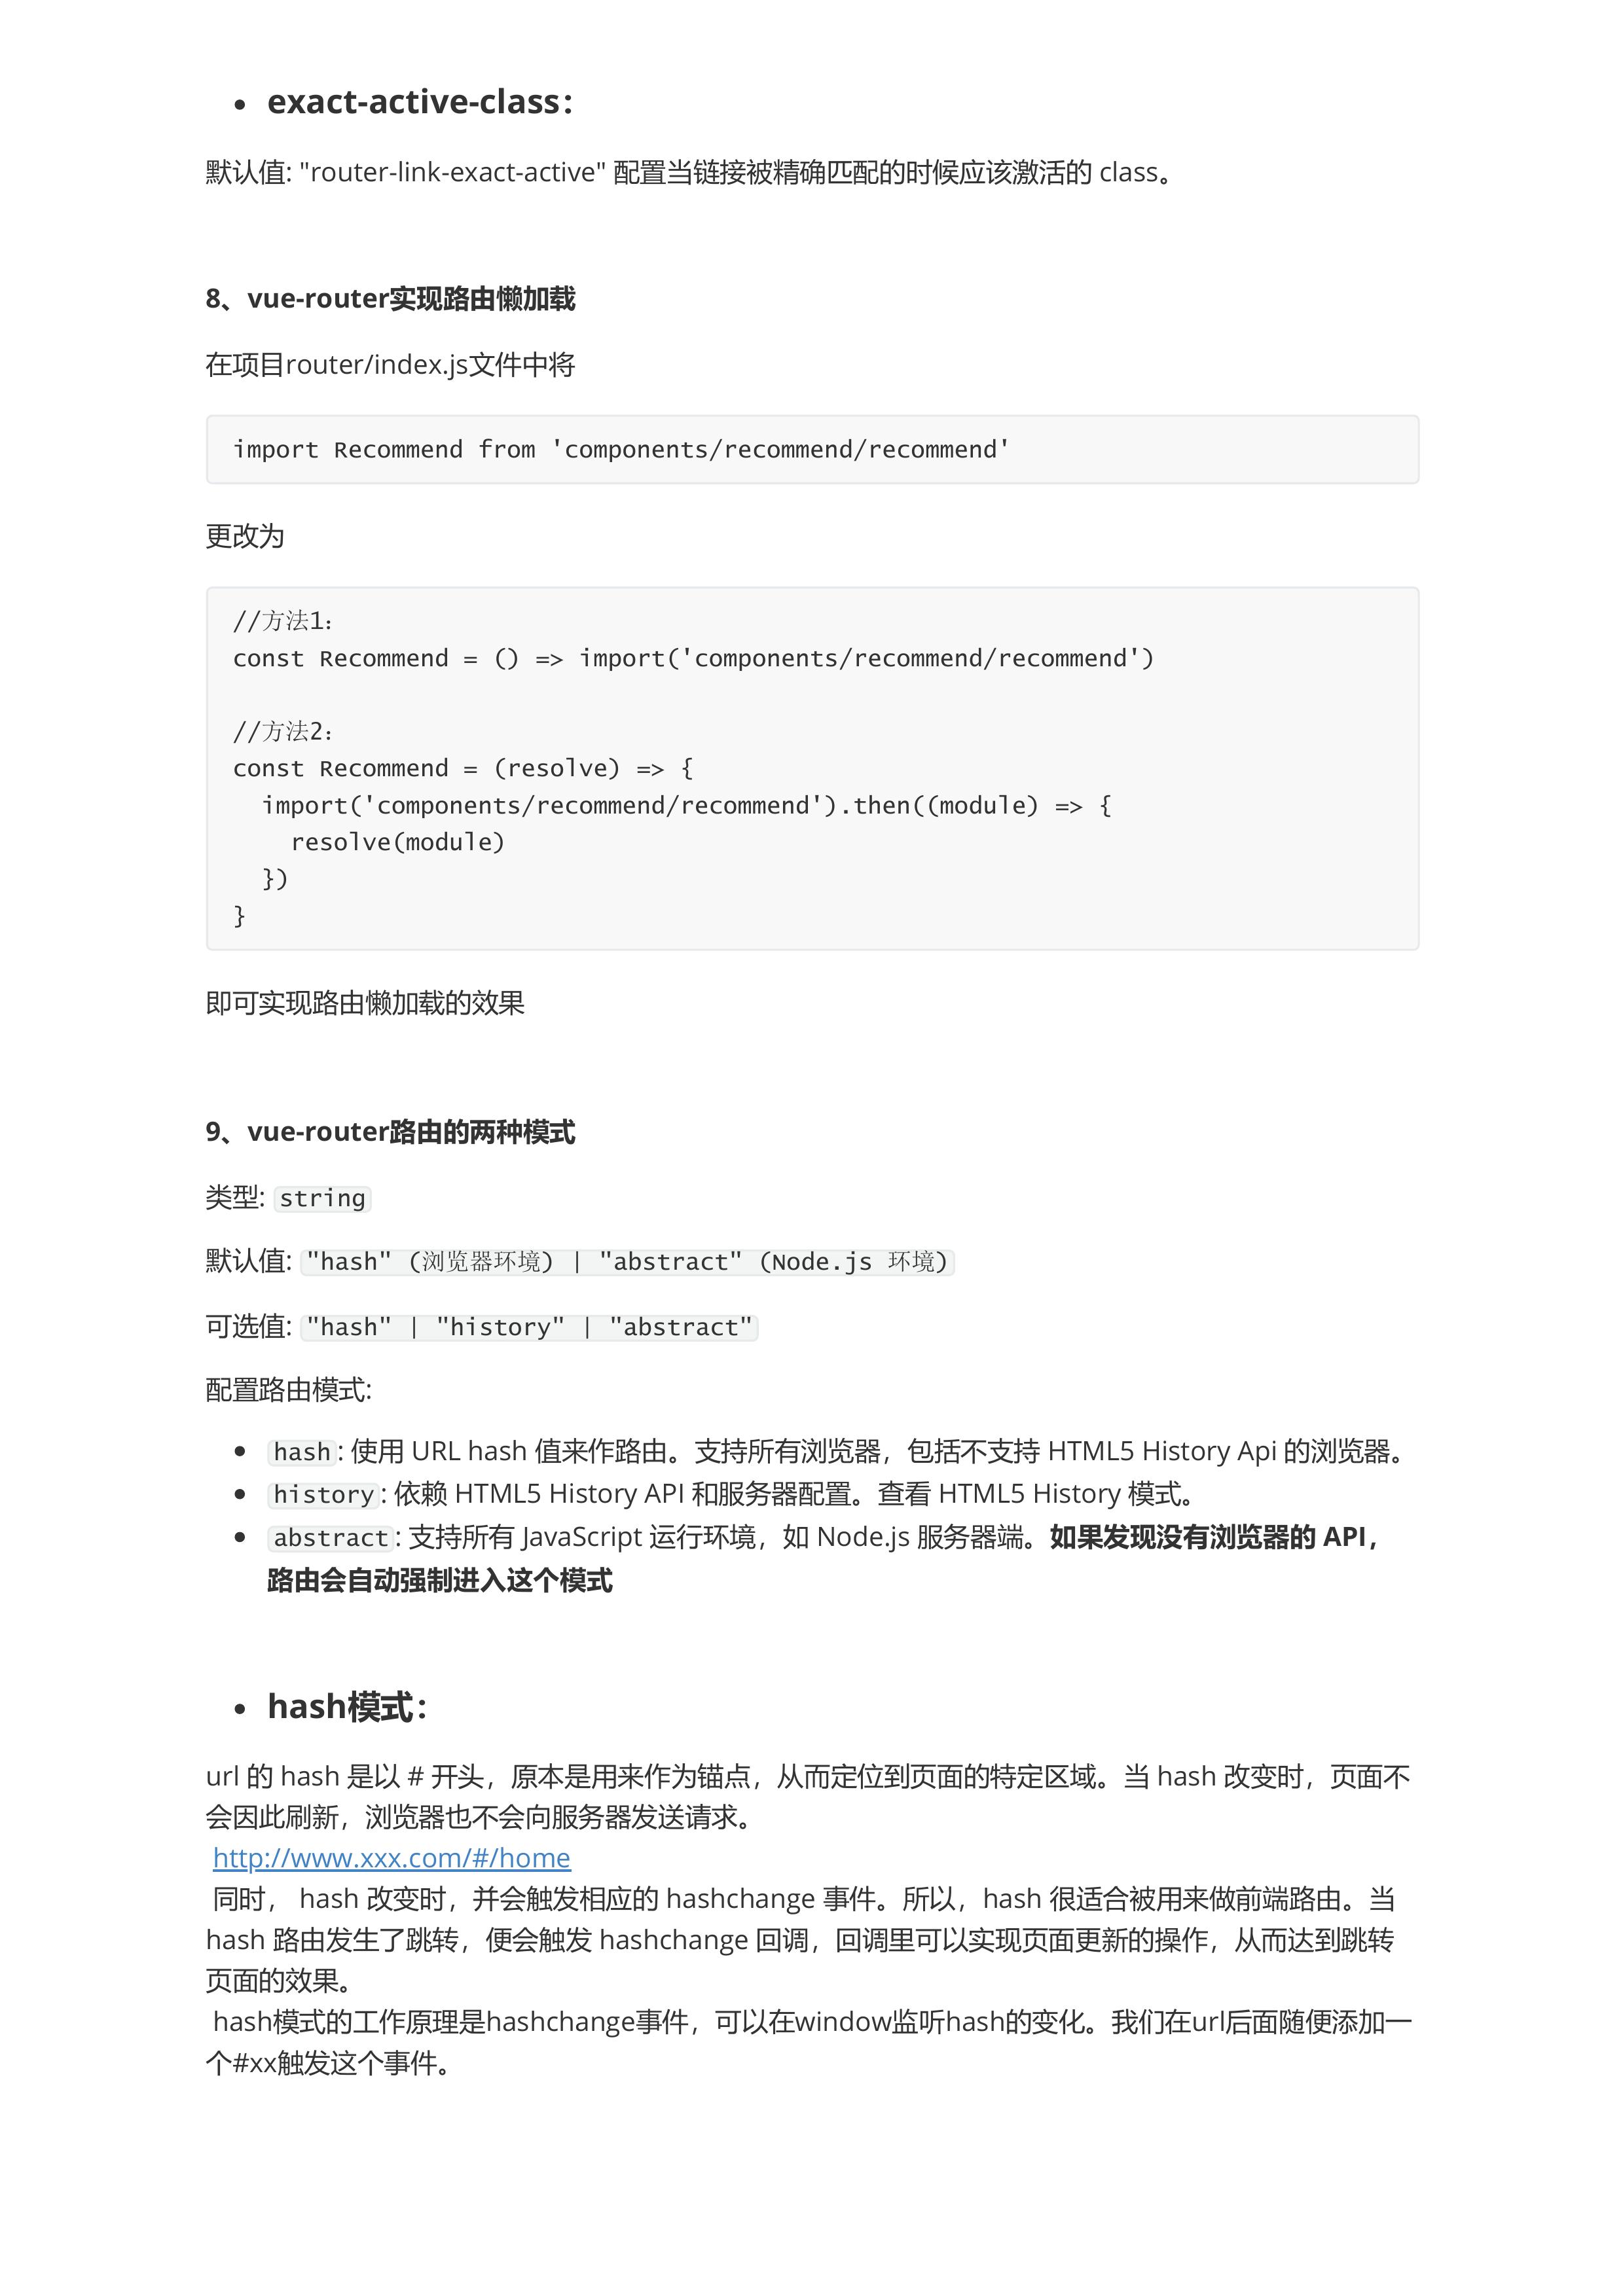 • exact-active-class：
默认值: "router-link-exact-active" 配置当链接被精确匹配的时候应该激活的 class。
8、vue-router实现路由懒加载
在项目router/index.js文件中将
import Recommend from 'components/recommend/recommend'
更改为
//方法1：
const Recommend = () => import('components/recommend/recommend')
//方法2：
const Recommend = (resolve) => {
  import('components/recommend/recommend').then((module) => {
    resolve(module)
  })
}
即可实现路由懒加载的效果
9、vue-router路由的两种模式
类型: string
默认值: "hash" (浏览器环境) | "abstract" (Node.js 环境)
可选值: "hash" | "history" | "abstract"
配置路由模式:
• hash: 使用 URL hash 值来作路由。支持所有浏览器，包括不支持 HTML5 History Api 的浏览器。
• history: 依赖 HTML5 History API 和服务器配置。查看 HTML5 History 模式。
• abstract: 支持所有 JavaScript 运行环境，如 Node.js 服务器端。如果发现没有浏览器的 API，
路由会自动强制进入这个模式
• hash模式：
url 的 hash 是以 # 开头，原本是用来作为锚点，从而定位到页面的特定区域。当 hash 改变时，页面不
会因此刷新，浏览器也不会向服务器发送请求。
http://www.xxx.com/#/home
同时， hash 改变时，并会触发相应的 hashchange 事件。所以，hash 很适合被用来做前端路由。当
hash 路由发生了跳转，便会触发 hashchange 回调，回调里可以实现页面更新的操作，从而达到跳转
页面的效果。
hash模式的工作原理是hashchange事件，可以在window监听hash的变化。我们在url后面随便添加一
个#xx触发这个事件。